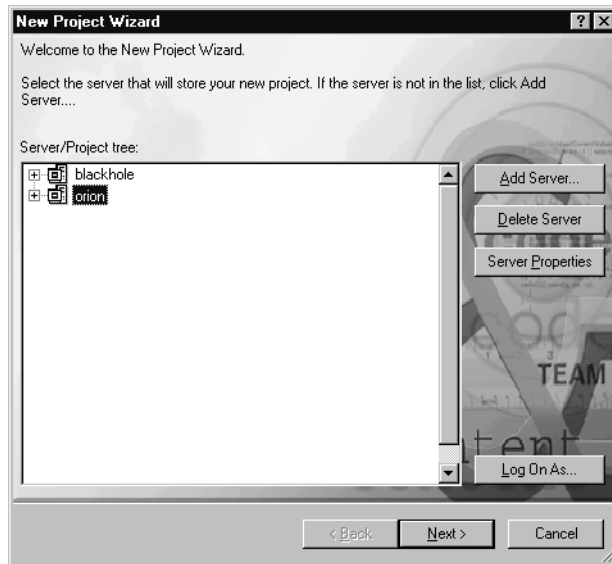 New Project Wizard
Welcome to the New Project Wizard.
Select the server that will store your new project. If the server is not in the list, click Add
Server....
Server/Project tree:
blackhole
orion
Add Server...
Delete Server
Server Properties
TEAM
Log On As...
< Back
Next >
Cancel